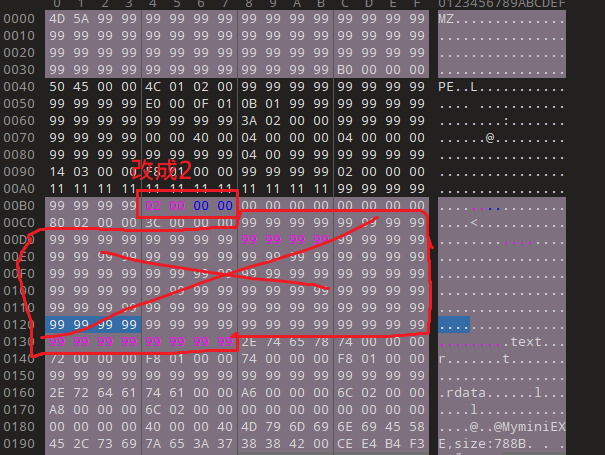 0 1 2 3 4 5 6 7 8 9 A B C D E F 0123456789ABCDEF
0000 4D 5A 99 99 99 99 99 99 99 99 99 99 99 99 99 99 MZ..............
0010 99 99 99 99 99 99 99 99 99 99 99 99 99 99 99 99 ................
0020 99 99 99 99 99 99 99 99 99 99 99 99 99 99 99 99 ................
0030 99 99 99 99 99 99 99 99 99 99 99 99 B0 00 00 00 ................
0040 50 45 00 00 4C 01 02 00 99 99 99 99 99 99 99 99 PE..L...........
0050 99 99 99 99 E0 00 0F 01 0B 01 99 99 99 99 99 99 ................
0060 99 99 99 99 99 99 99 99 3A 02 00 00 99 99 99 99 ........:.......
0070 99 99 99 99 00 00 40 00 04 00 00 00 04 00 00 00 ......@.........
0080 99 99 99 99 99 99 99 99 04 00 99 99 99 99 99 99 ................
0090 14 03 00 00 F8 01 00 00 99 99 99 99 02 00 00 00 ................
改成2
00A0 11 11 11 11 11 11 11 11 11 11 11 11 99 99 99 99 ................
00B0 99 99 99 99 02 00 00 00 00 00 00 00 00 00 00 00 ................
00C0 80 02 00 00 3C 00 00 00 99 99 99 99 99 99 99 99 ....<...........
00D0 99 99 99 99 99 99 99 99 99 99 99 99 99 99 99 99 ................
00E0 99 99 99 99 99 99 99 99 99 99 99 99 99 99 99 99 ................
00F0 99 99 99 99 99 99 99 99 99 99 99 99 99 99 99 99 ................
0100 99 99 99 99 99 99 99 99 99 99 99 99 99 99 99 99 ................
0110 99 99 99 99 99 99 99 99 99 99 99 99 99 99 99 99 ................
0120 99 99 99 99 99 99 99 99 99 99 99 99 99 99 99 99 ................
0130 99 99 99 99 99 99 99 99 2E 74 65 78 74 00 00 00 .........text...
0140 72 00 00 00 F8 01 00 00 74 00 00 00 F8 01 00 00 r.......t.......
0150 99 99 99 99 99 99 99 99 99 99 99 99 99 99 99 99 ................
0160 2E 72 64 61 74 61 00 00 A6 00 00 00 6C 02 00 00 .rdata......l...
0170 A8 00 00 00 6C 02 00 00 99 99 99 99 99 99 99 99 ....l...........
0180 00 00 00 00 40 00 00 40 4D 79 6D 69 6E 69 45 58 ....@..@MyminiEX
0190 45 2C 73 69 7A 65 3A 37 38 38 42 00 CE E4 B4 F3 E,size:788B.....